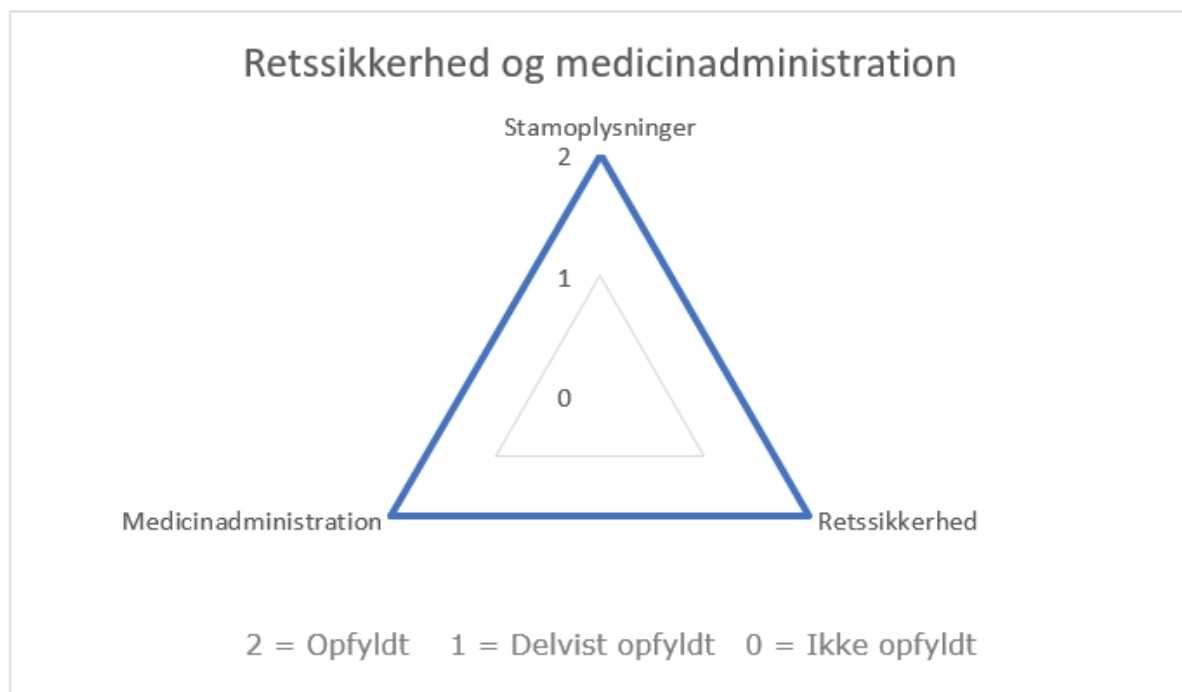 Retssikkerhed og medicinadministration
Stamoplysninger
2
1
0
Medicinadministration
Retssikkerhed
2 = Opfyldt 1 = Delvist opfyldt 0 = Ikke opfyldt